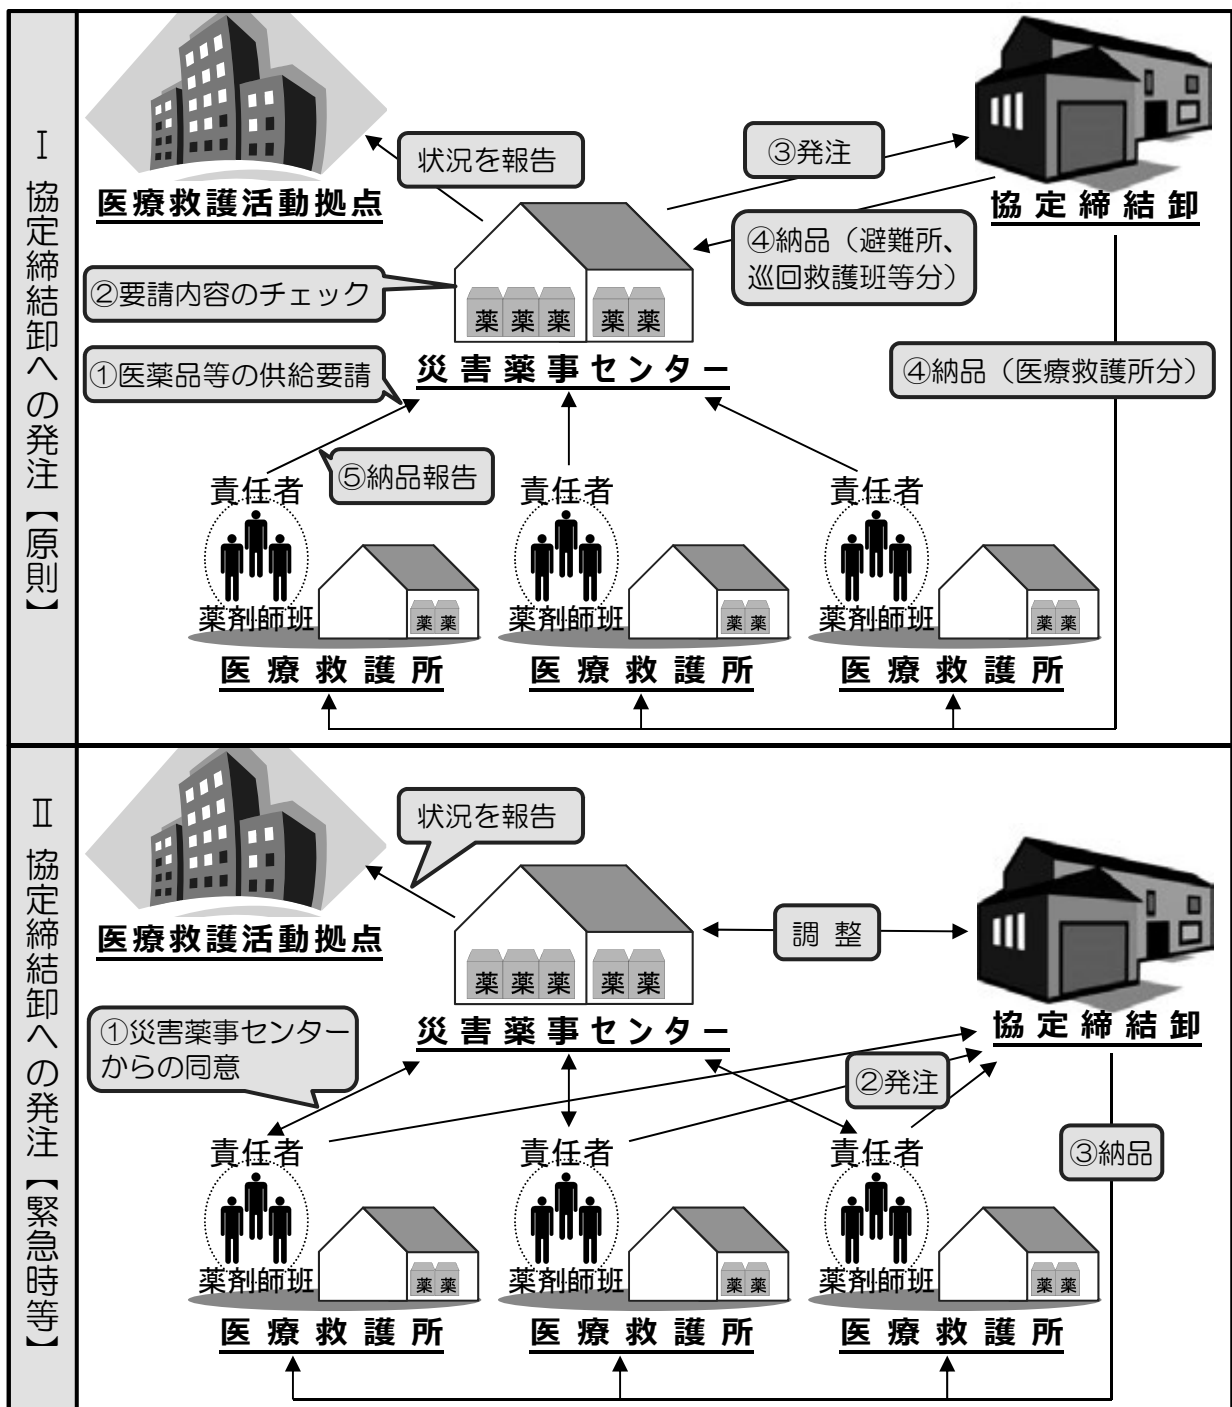 Ⅰ 協定締結卸への発注【原則】
状況を報告
③発注
医療救護活動拠点
協定締結卸
④納品（避難所、
巡回救護班等分）
②要請内容のチェック
薬薬薬 薬薬
災害薬事センター
①医薬品等の供給要請
④納品（医療救護所分）
⑤納品報告
責任者
責任者
責任者
薬剤師班
薬薬
薬剤師班
薬薬
薬剤師班
薬薬
医療救護所
医療救護所
医療救護所
Ⅱ 協定締結卸への発注【緊急時等】
状況を報告
医療救護活動拠点
調整
薬薬薬 薬薬
災害薬事センター
協定締結卸
①災害薬事センター
からの同意
②発注
③納品
責任者
責任者
責任者
薬剤師班
薬薬
薬剤師班
薬薬
薬剤師班
薬薬
医療救護所
医療救護所
医療救護所